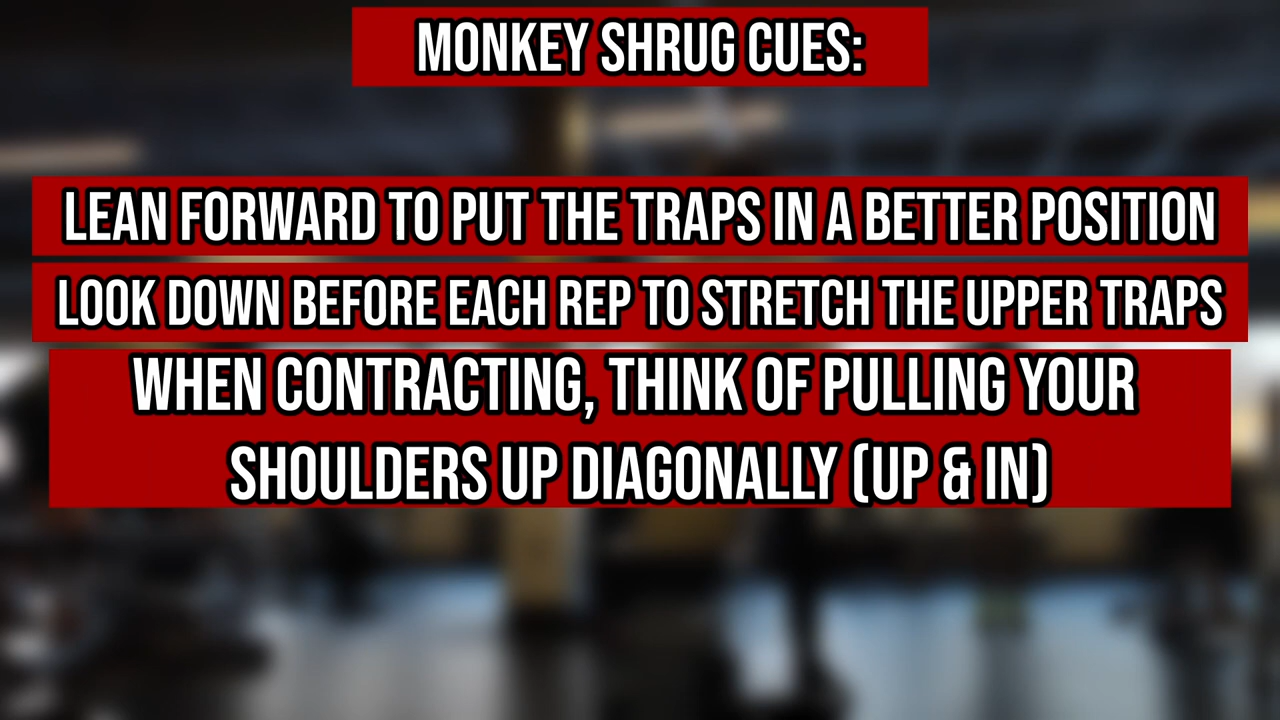 MONKEY SHRUG CUES:
LEAN FORWARD TO PUT THE TRAPS IN A BETTER POSITION
LOOK DOWN BEFORE EACH REP TO STRETCH THE UPPER TRAPS
WHEN CONTRACTING, THINK OF PULLING YOUR
SHOULDERS UP DIAGONALLY (UP & IN)